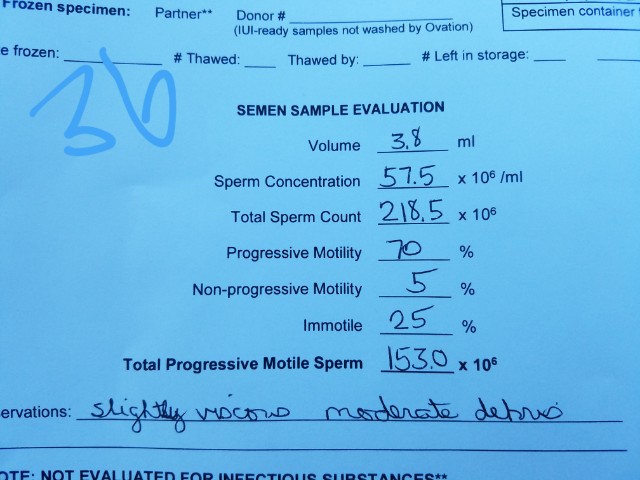 Frozen specimen: Partner** Donor #
(IUI-ready samples not washed by Ovation)
Specimen container
e frozen: # Thawed: Thawed by: # Left in storage:
36
SEMEN SAMPLE EVALUATION
Volume 3.8 ml
Sperm Concentration 57.5 x 10⁶ /ml
Total Sperm Count 218.5 x 10⁶
Progressive Motility 70 %
Non-progressive Motility 5 %
Immotile 25 %
Total Progressive Motile Sperm 153.0 x 10⁶
ervations: slightly viscous moderate debris
OTE: NOT EVALUATED FOR INFECTIOUS SUBSTANCES**